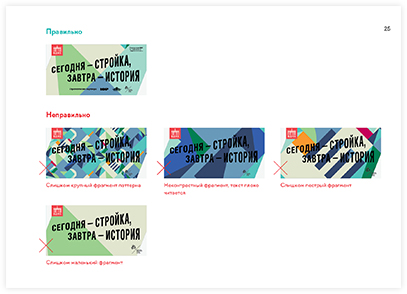 Правильно
25
СЕГОДНЯ – СТРОЙКА,
ЗАВТРА – ИСТОРИЯ
Неправильно
СЕГОДНЯ – СТРОЙКА,
ЗАВТРА – ИСТОРИЯ
СЕГОДНЯ – СТРОЙКА,
ЗАВТРА – ИСТОРИЯ
СЕГОДНЯ – СТРОЙКА,
ЗАВТРА – ИСТОРИЯ
Слишком крупный фрагмент паттерна
Неконтрастный фрагмент, текст плохо
читается
Слишком пестрый фрагмент
СЕГОДНЯ – СТРОЙКА,
ЗАВТРА – ИСТОРИЯ
Слишком маленький фрагмент